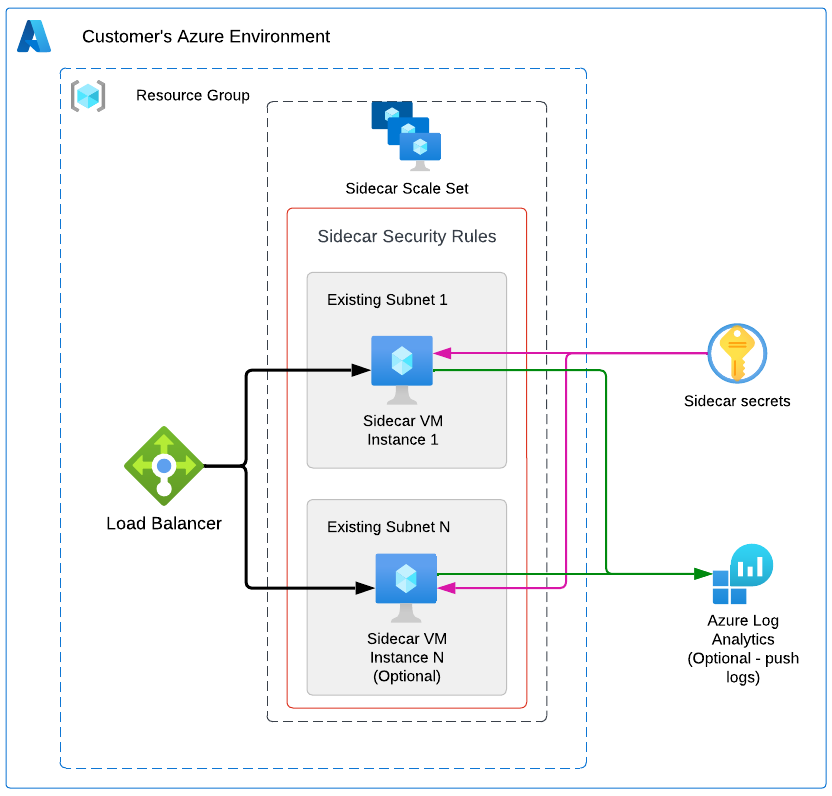 Customer's Azure Environment
Resource Group
Sidecar Scale Set
Sidecar Security Rules
Existing Subnet 1
Sidecar VM
Instance 1
Sidecar secrets
Load Balancer
Existing Subnet N
Sidecar VM
Instance N
(Optional)
Azure Log
Analytics
(Optional - push
logs)